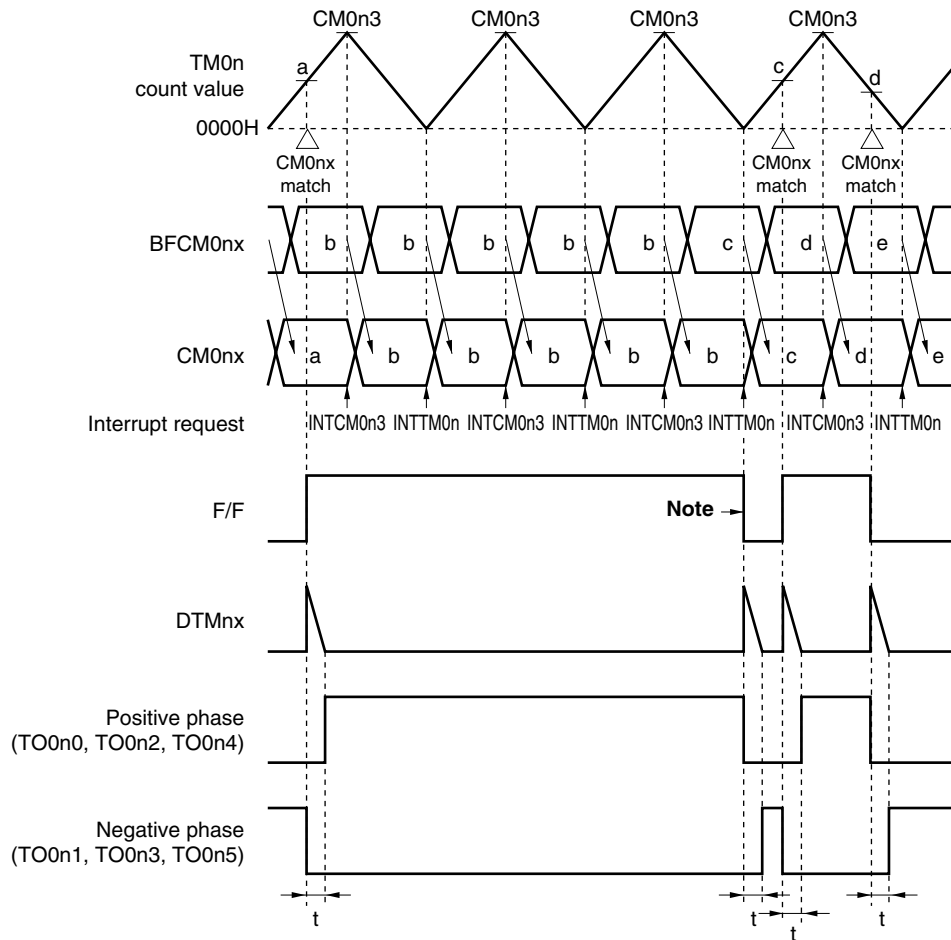 CM0n3 CM0n3 CM0n3 CM0n3
TM0n
count value
a c d
0000H
CM0nx
match
CM0nx
match
CM0nx
match
BFCM0nx b b b b b c d e
CM0nx a b b b b b c d e
Interrupt request INTCM0n3 INTTM0n INTCM0n3 INTTM0n INTCM0n3 INTTM0n INTCM0n3 INTTM0n
F/F Note
DTMnx
Positive phase
(TO0n0, TO0n2, TO0n4)
Negative phase
(TO0n1, TO0n3, TO0n5)
t t t t